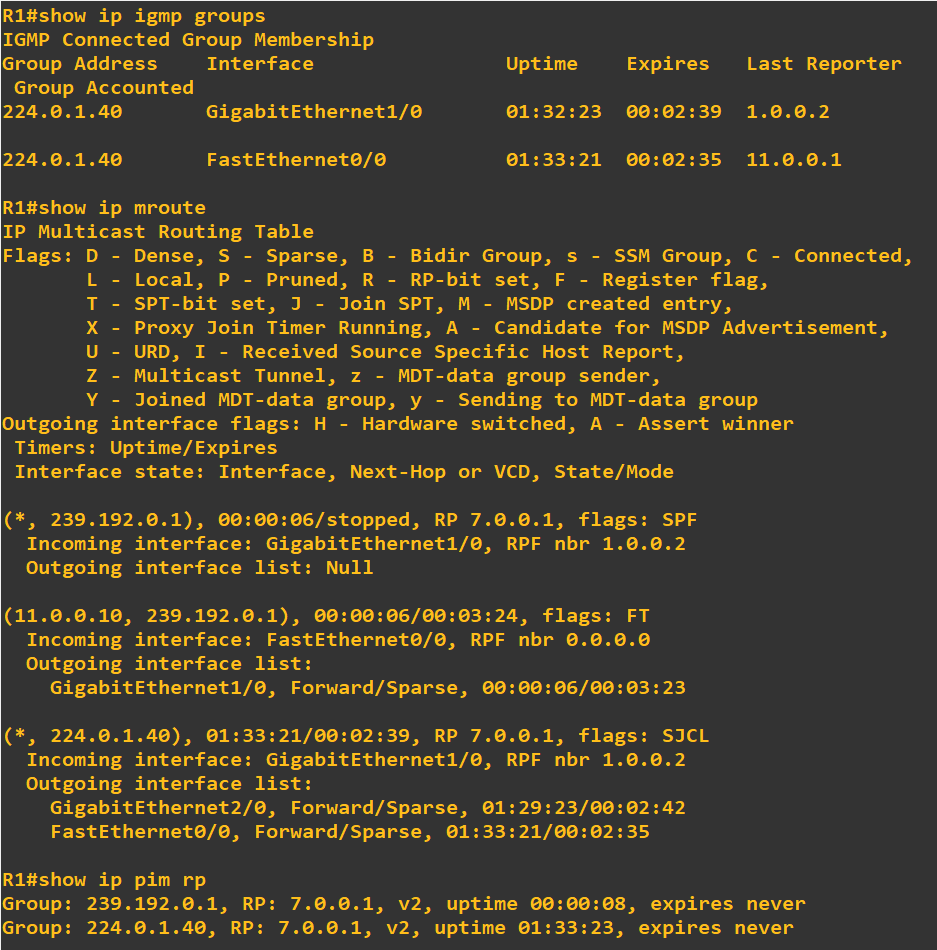 R1#show ip igmp groups
IGMP Connected Group Membership
Group Address    Interface                Uptime    Expires   Last Reporter
 Group Accounted
224.0.1.40       GigabitEthernet1/0       01:32:23  00:02:39  1.0.0.2
224.0.1.40       FastEthernet0/0          01:33:21  00:02:35  11.0.0.1
R1#show ip mroute
IP Multicast Routing Table
Flags: D - Dense, S - Sparse, B - Bidir Group, s - SSM Group, C - Connected,
       L - Local, P - Pruned, R - RP-bit set, F - Register flag,
       T - SPT-bit set, J - Join SPT, M - MSDP created entry,
       X - Proxy Join Timer Running, A - Candidate for MSDP Advertisement,
       U - URD, I - Received Source Specific Host Report,
       Z - Multicast Tunnel, z - MDT-data group sender,
       Y - Joined MDT-data group, y - Sending to MDT-data group
Outgoing interface flags: H - Hardware switched, A - Assert winner
 Timers: Uptime/Expires
 Interface state: Interface, Next-Hop or VCD, State/Mode
(*, 239.192.0.1), 00:00:06/stopped, RP 7.0.0.1, flags: SPF
  Incoming interface: GigabitEthernet1/0, RPF nbr 1.0.0.2
  Outgoing interface list: Null
(11.0.0.10, 239.192.0.1), 00:00:06/00:03:24, flags: FT
  Incoming interface: FastEthernet0/0, RPF nbr 0.0.0.0
  Outgoing interface list:
    GigabitEthernet1/0, Forward/Sparse, 00:00:06/00:03:23
(*, 224.0.1.40), 01:33:21/00:02:39, RP 7.0.0.1, flags: SJCL
  Incoming interface: GigabitEthernet1/0, RPF nbr 1.0.0.2
  Outgoing interface list:
    GigabitEthernet2/0, Forward/Sparse, 01:29:23/00:02:42
    FastEthernet0/0, Forward/Sparse, 01:33:21/00:02:35
R1#show ip pim rp
Group: 239.192.0.1, RP: 7.0.0.1, v2, uptime 00:00:08, expires never
Group: 224.0.1.40, RP: 7.0.0.1, v2, uptime 01:33:23, expires never